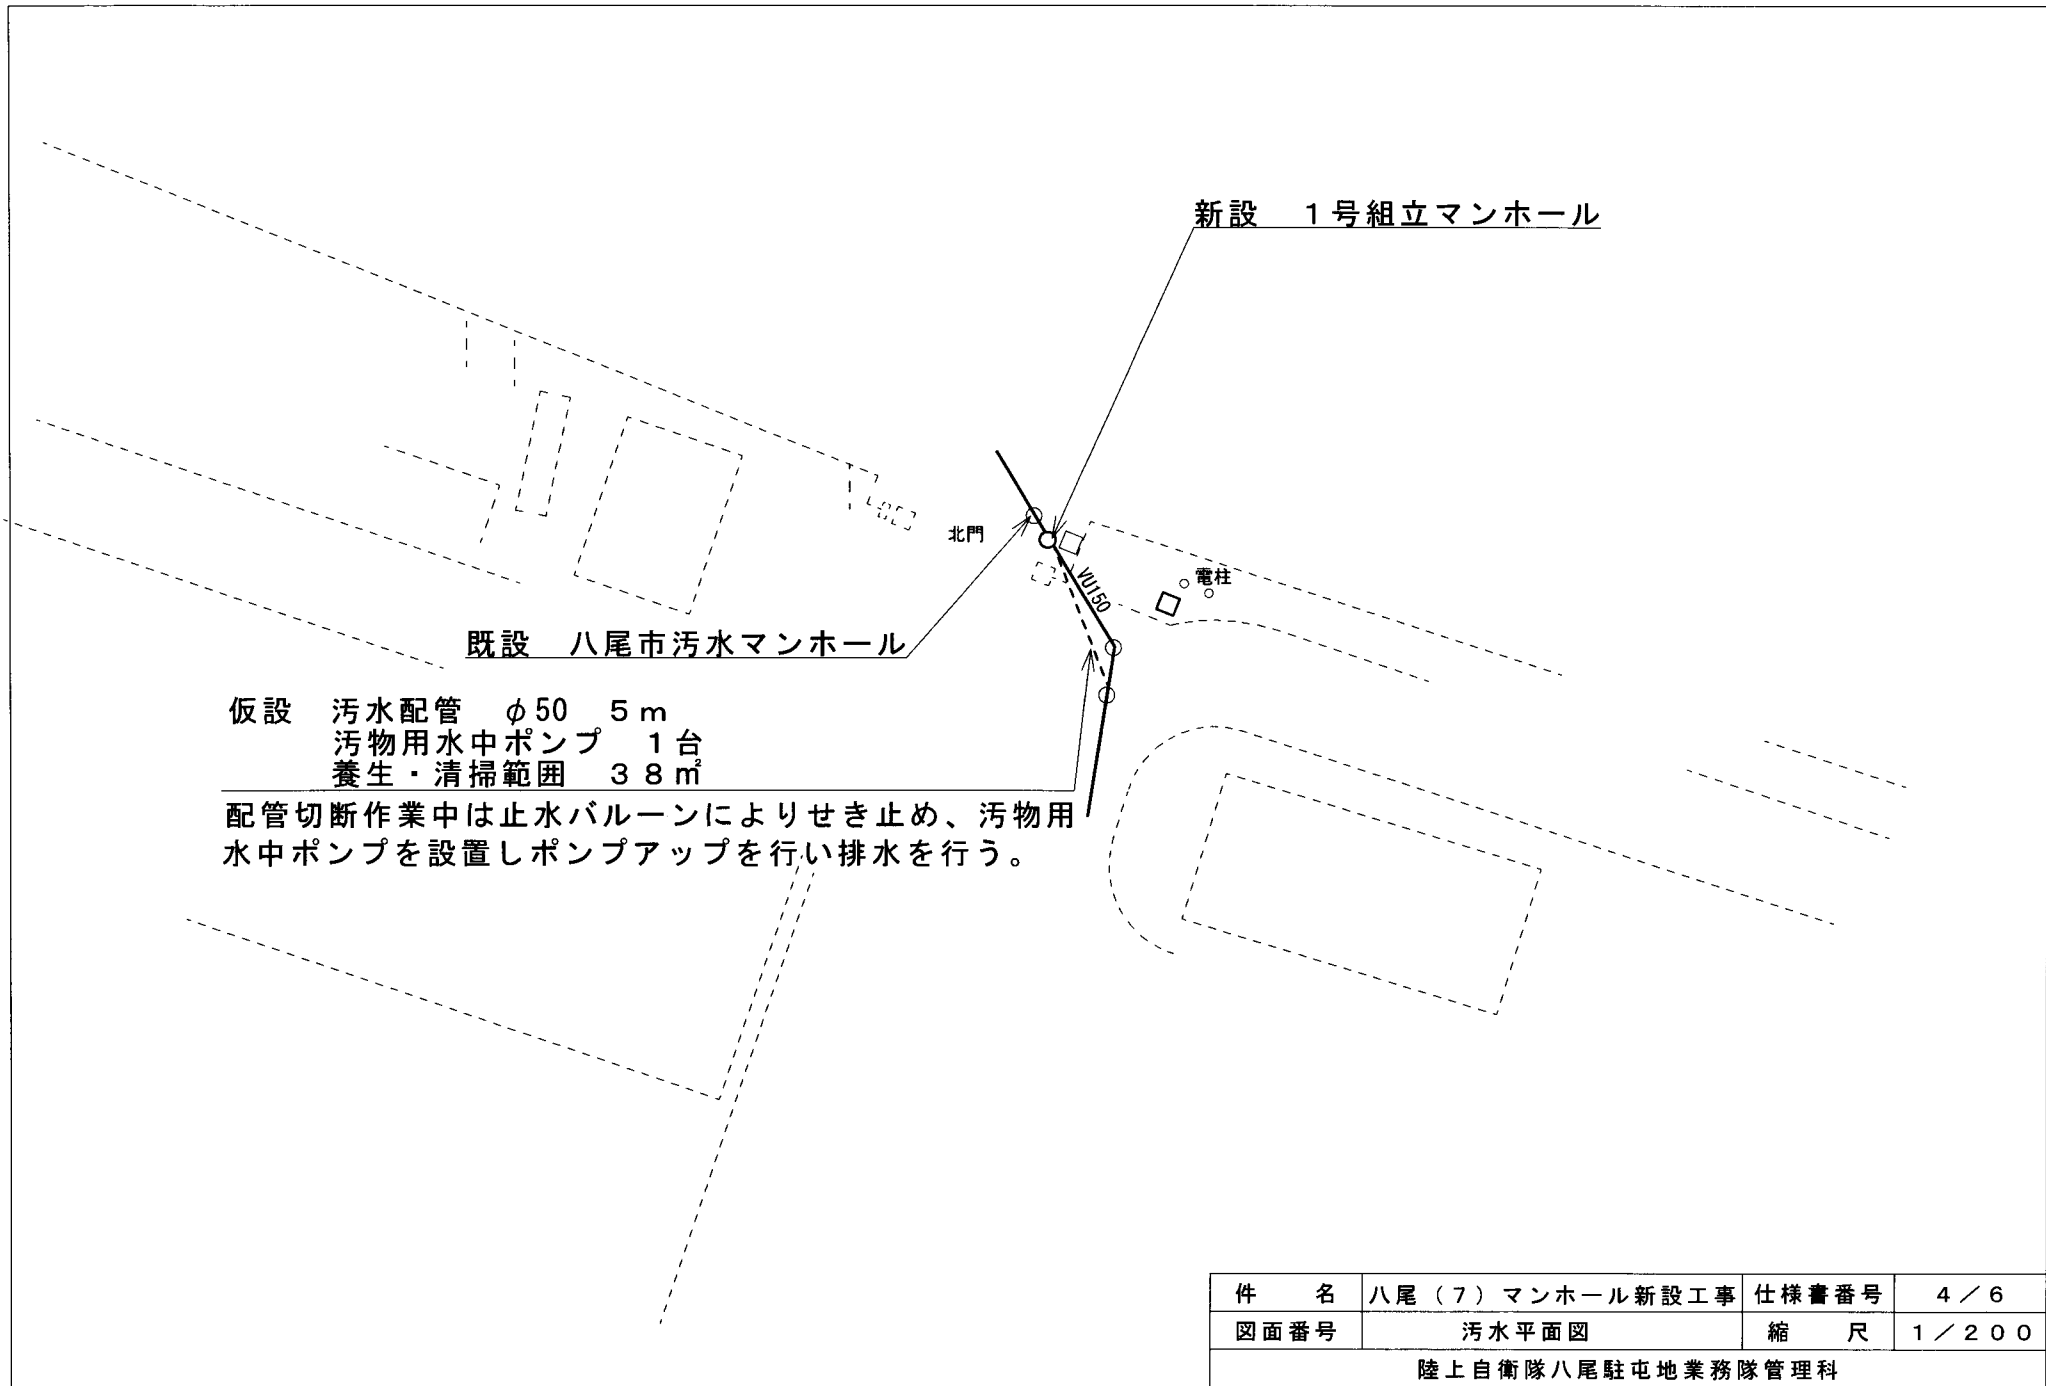 新設　１号組立マンホール
北門
電柱
VU150
既設　八尾市汚水マンホール
仮設　汚水配管　φ50　５ｍ
汚物用水中ポンプ　１台
養生・清掃範囲　３８㎡
配管切断作業中は止水バルーンによりせき止め、汚物用
水中ポンプを設置しポンプアップを行い排水を行う。
件　名　八尾（７）マンホール新設工事　仕様書番号　４／６
図面番号　汚水平面図　縮　尺　１／２００
陸上自衛隊八尾駐屯地業務隊管理科